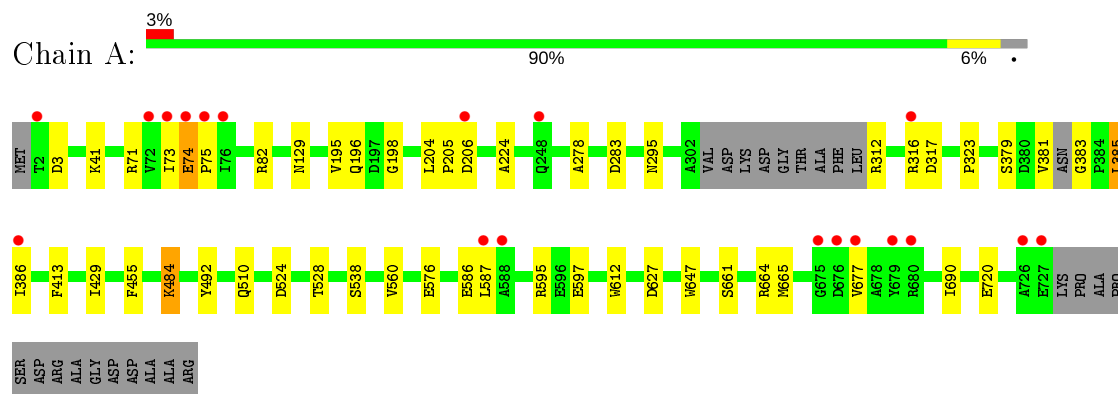 3%
Chain A:
90% 6% •
MET T2 D3 K41 R71 V72 I73 E74 P75 I76 R82 N129 V195 Q196 D197 G198 L204 P205 D206 A224 Q248 A278 D283 N295 A302 VAL ASP LYS ASP GLY THR ALA PHE LEU R312 R316 D317 P323 S379 D380 V381 ASN G383 P384 L385
I386 F413 I429 F455 K484 Y492 Q510 D524 T528 S538 V560 E576 E586 L587 A588 R595 E596 E597 W612 D627 W647 S661 R664 M665 G675 D676 V677 A678 Y679 R680 I690 E720 A726 E727 LYS PRO ALA PRO
SER ASP ARG ALA GLY ASP ASP ALA ALA ARG